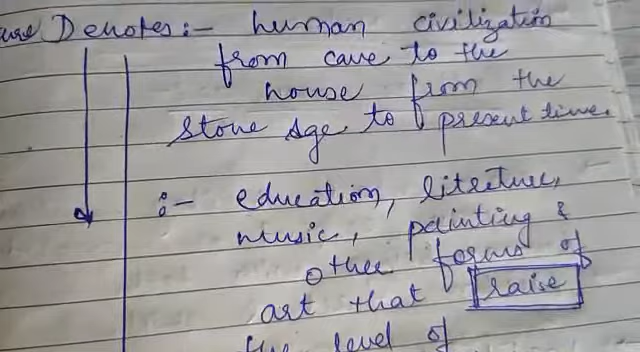 ure Denotes:- human civilization
from cave to the
house from the
stone age to present time.
:- education, literature,
music, painting &
other forms of
art that raise
the level of